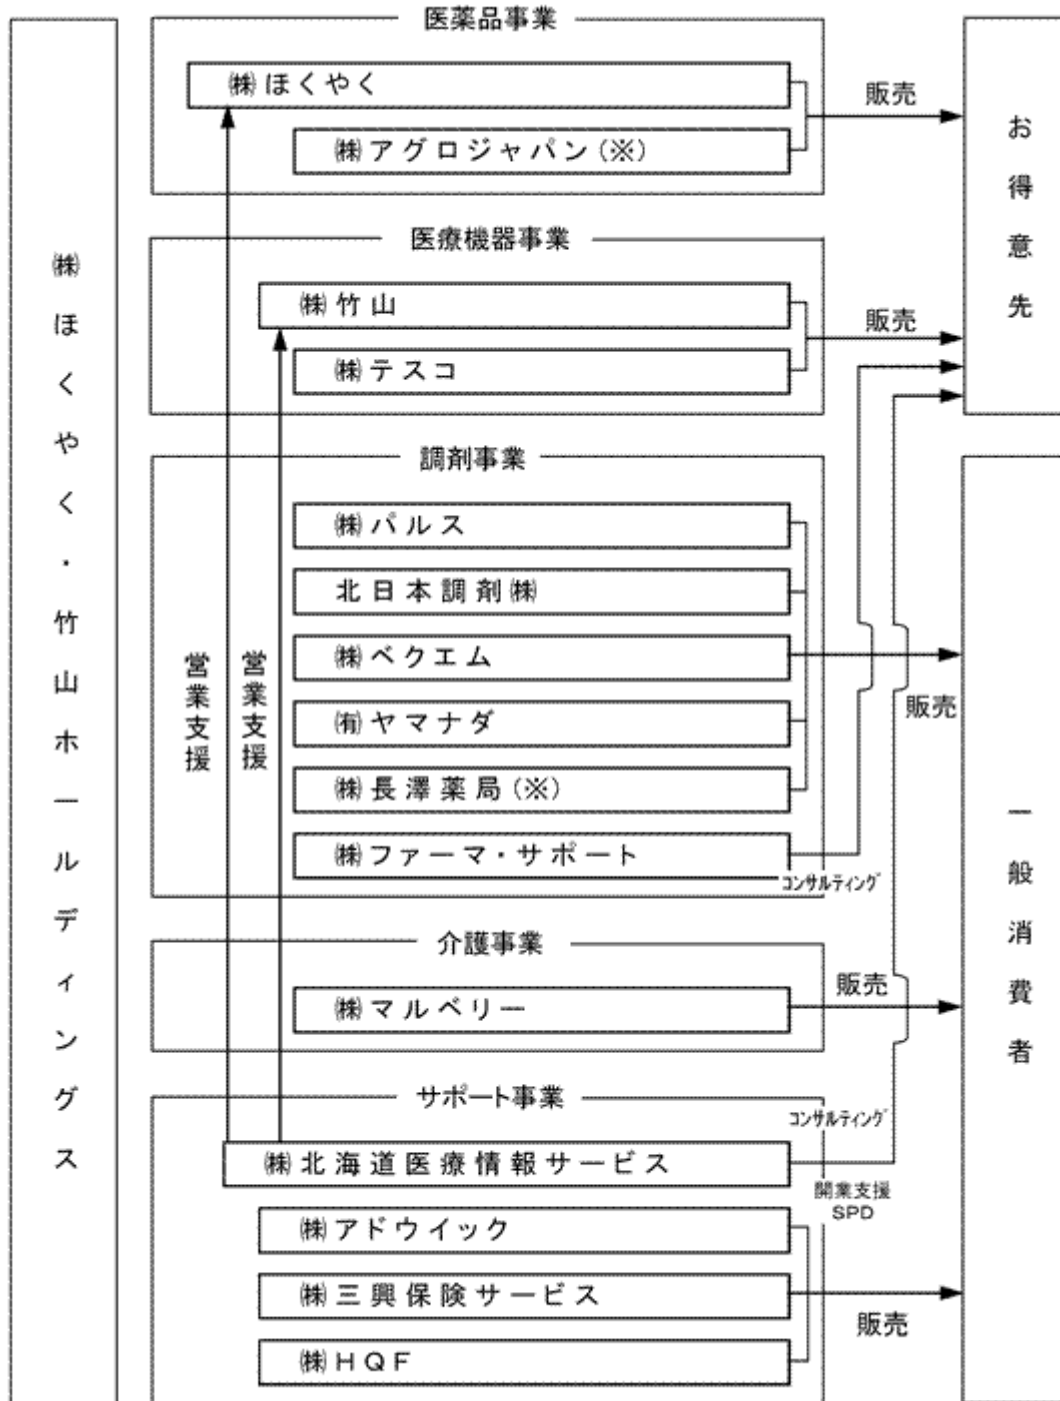 ㈱ほくやく・竹山ホールディングス
医薬品事業
㈱ほくやく
㈱アグロジャパン(※)
販売
お得意先
医療機器事業
㈱竹山
㈱テスコ
販売
調剤事業
㈱パルス
北日本調剤㈱
㈱ベクエム
㈲ヤマナダ
㈱長澤薬局(※)
㈱ファーマ・サポート
コンサルティング
販売
営業支援
営業支援
一般消費者
介護事業
㈱マルベリー
販売
サポート事業
コンサルティング
㈱北海道医療情報サービス
開業支援
SPD
㈱アドウイック
㈱三興保険サービス
㈱HQF
販売